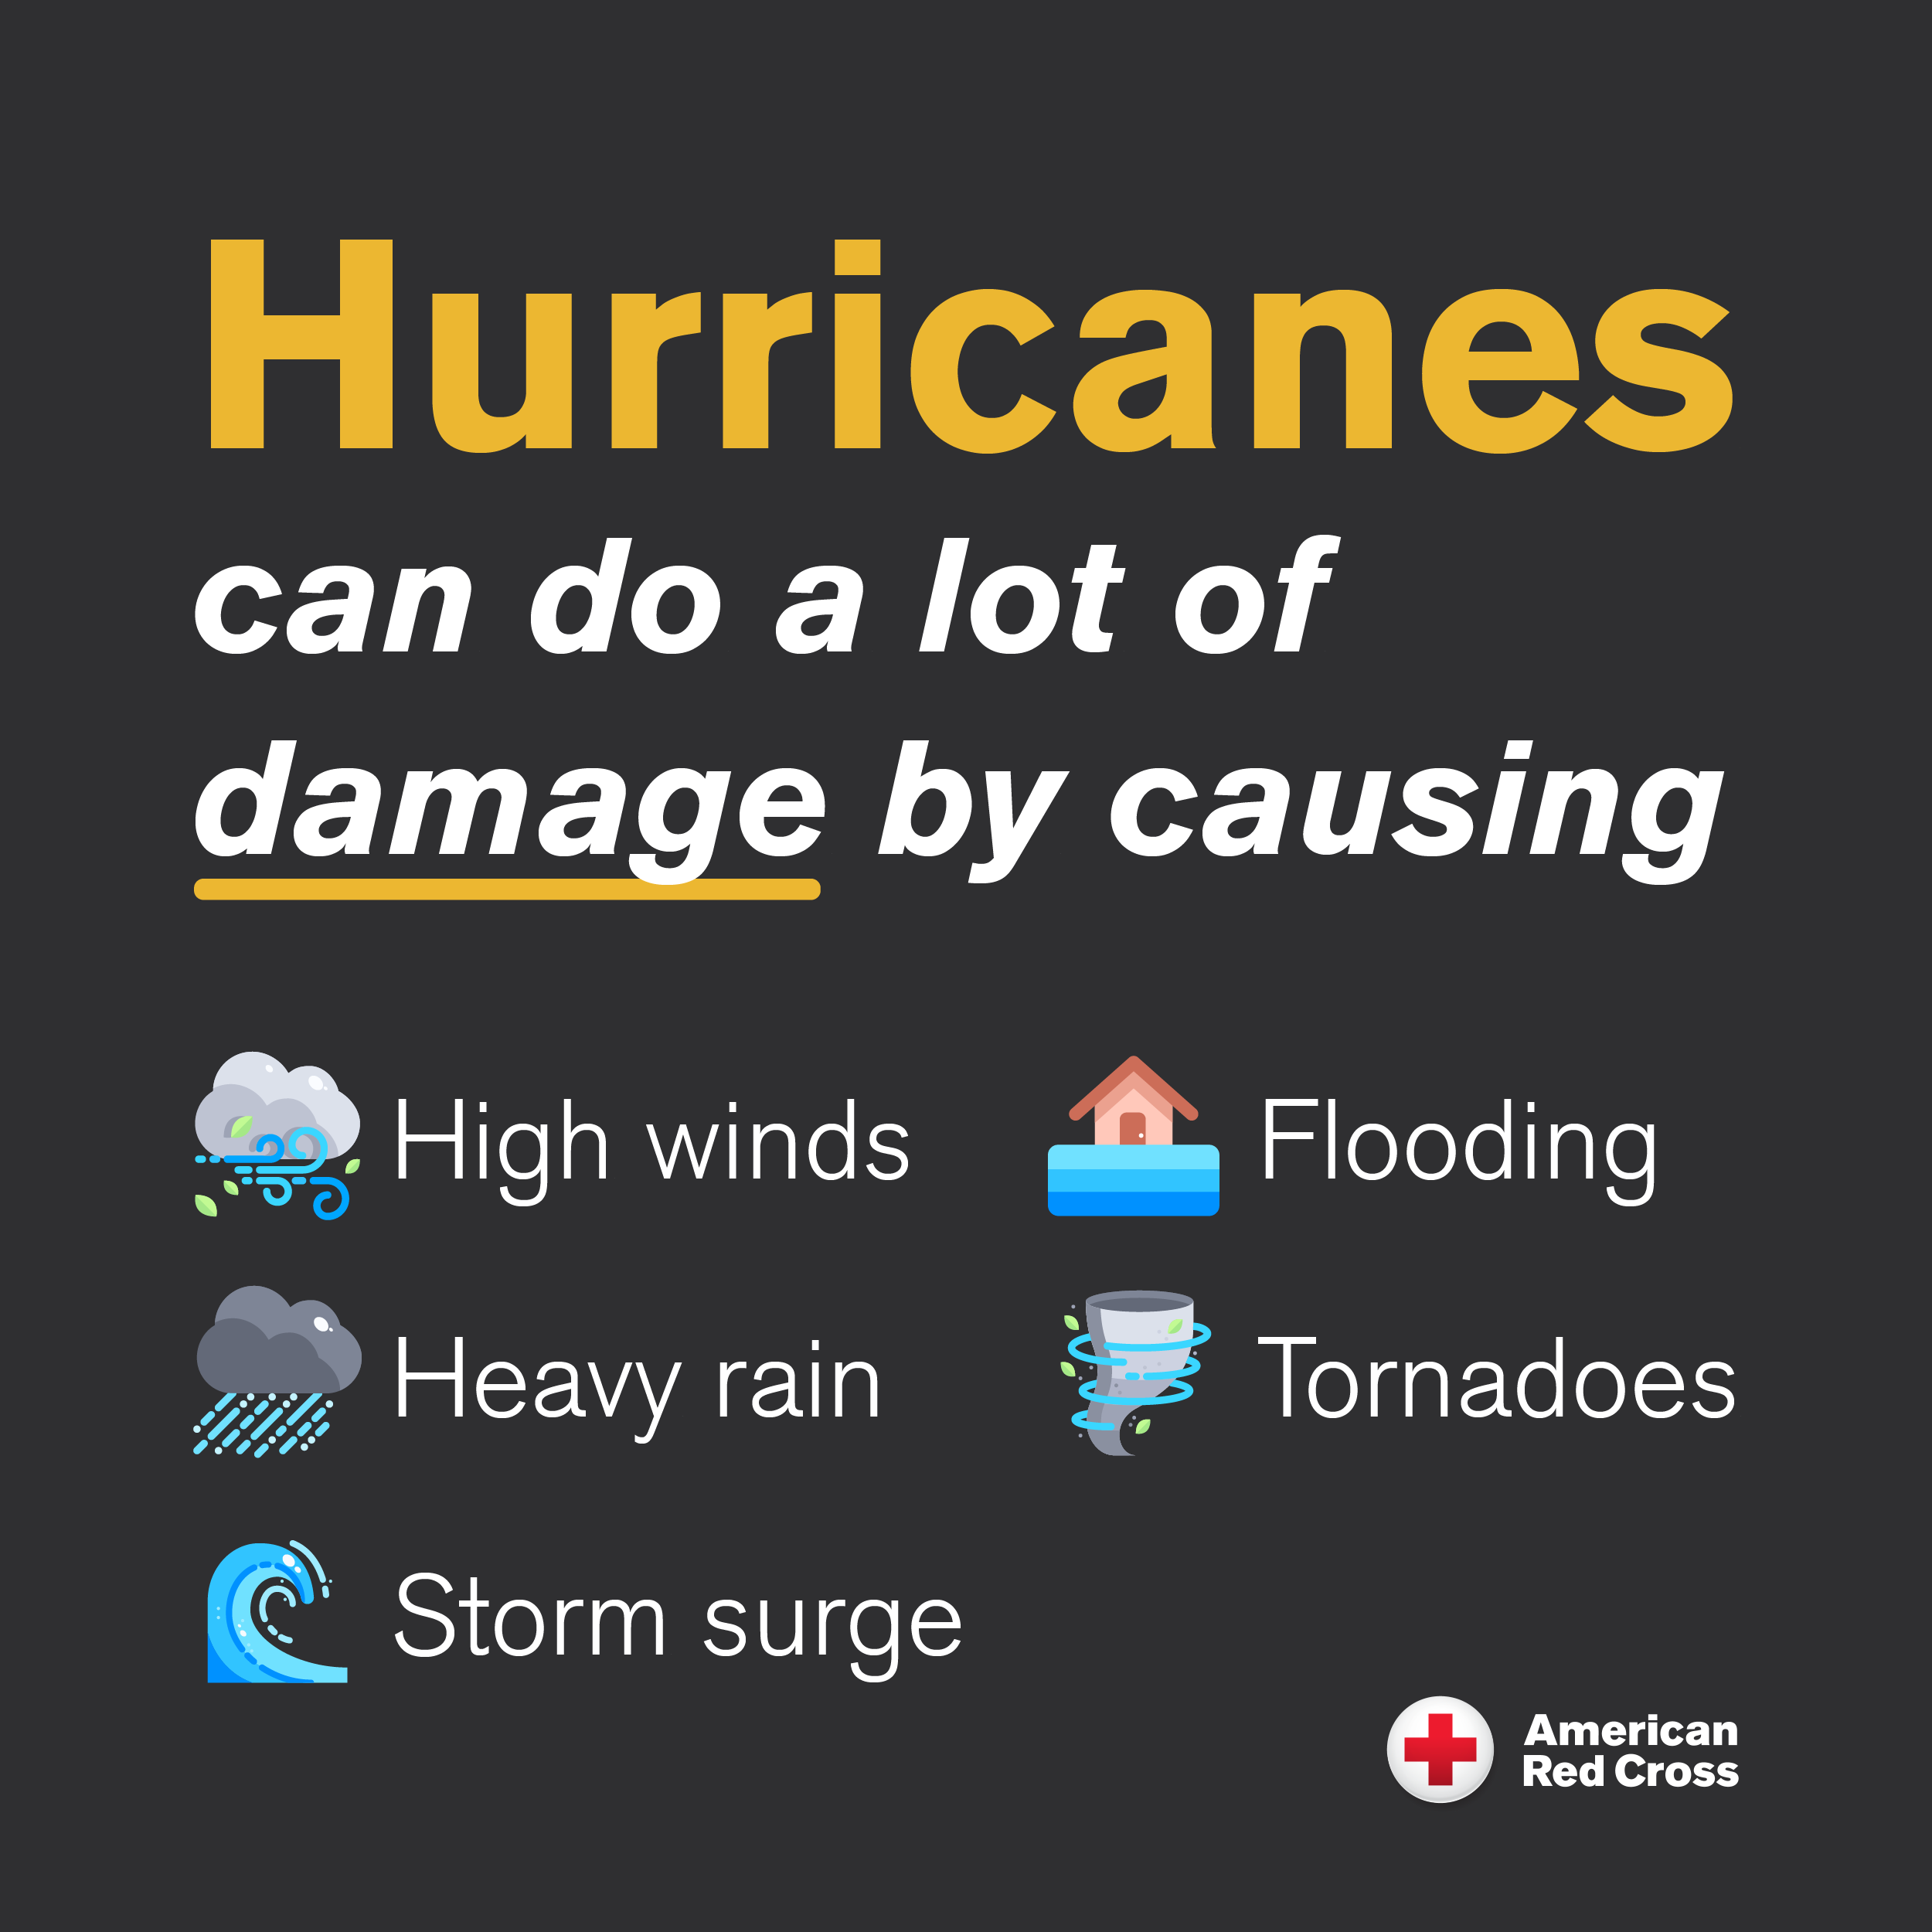 Hurricanes
can do a lot of
damage by causing
High winds
Flooding
Heavy rain
Tornadoes
Storm surge
American
Red Cross